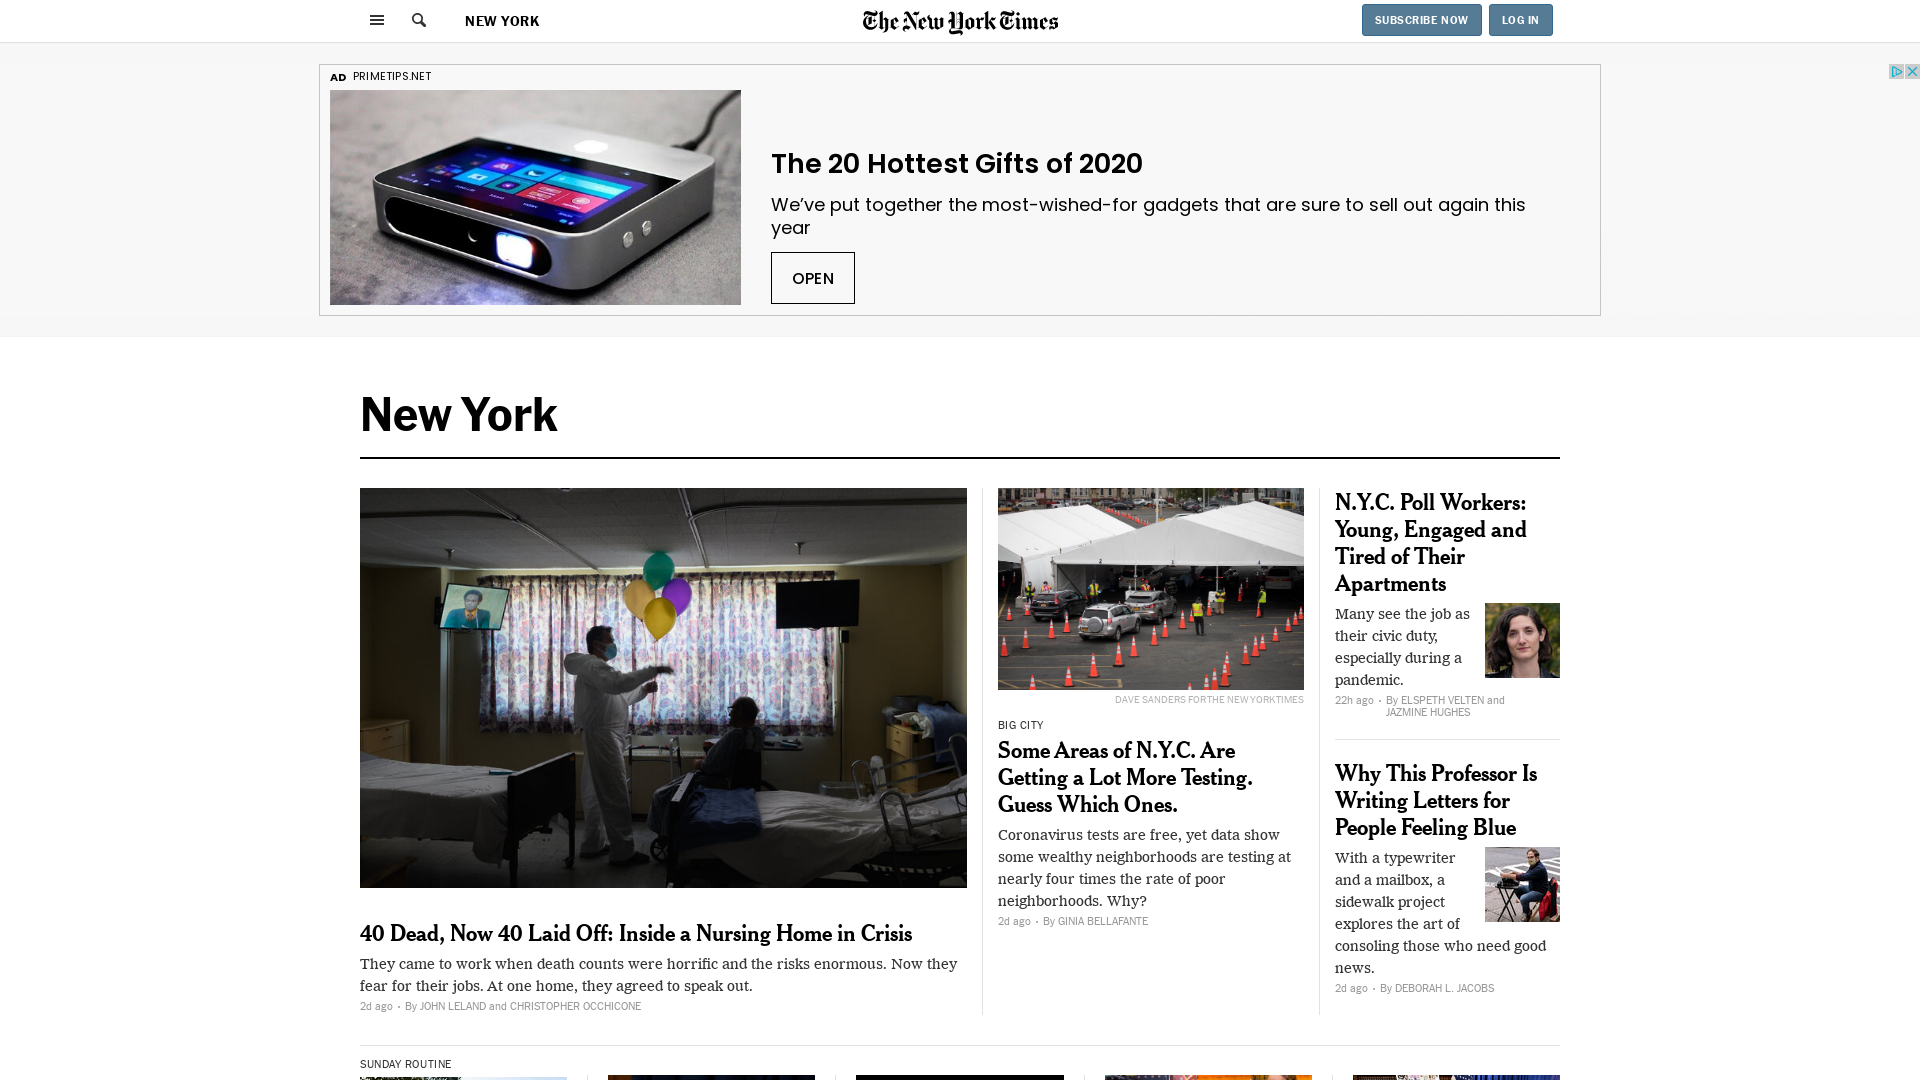 NEW YORK
The New York Times
SUBSCRIBE NOW
LOG IN
AD PRIMETIPS.NET
The 20 Hottest Gifts of 2020
We’ve put together the most-wished-for gadgets that are sure to sell out again this
year
OPEN
New York
40 Dead, Now 40 Laid Off: Inside a Nursing Home in Crisis
They came to work when death counts were horrific and the risks enormous. Now they
fear for their jobs. At one home, they agreed to speak out.
2d ago • By JOHN LELAND and CHRISTOPHER OCCHICONE
DAVE SANDERS FOR THE NEW YORK TIMES
BIG CITY
Some Areas of N.Y.C. Are
Getting a Lot More Testing.
Guess Which Ones.
Coronavirus tests are free, yet data show
some wealthy neighborhoods are testing at
nearly four times the rate of poor
neighborhoods. Why?
2d ago • By GINIA BELLAFANTE
N.Y.C. Poll Workers:
Young, Engaged and
Tired of Their
Apartments
Many see the job as
their civic duty,
especially during a
pandemic.
22h ago • By ELSPETH VELTEN and
JAZMINE HUGHES
Why This Professor Is
Writing Letters for
People Feeling Blue
With a typewriter
and a mailbox, a
sidewalk project
explores the art of
consoling those who need good
news.
2d ago • By DEBORAH L. JACOBS
SUNDAY ROUTINE